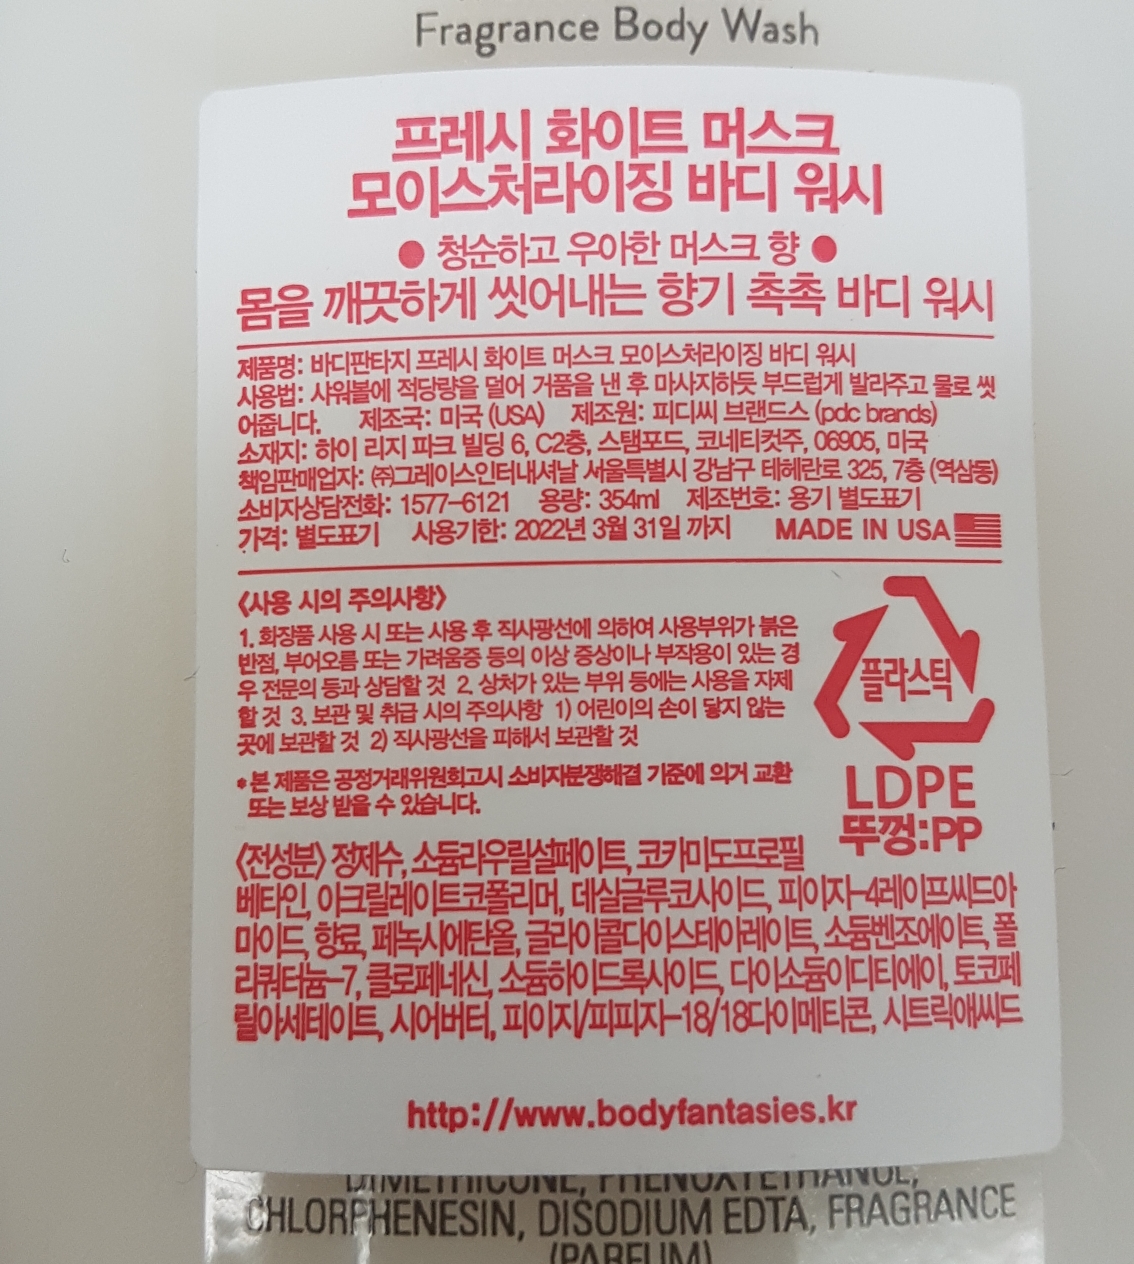 Fragrance Body Wash
프레시 화이트 머스크
모이스처라이징 바디 워시
● 청순하고 우아한 머스크 향 ●
몸을 깨끗하게 씻어내는 향기 촉촉 바디 워시
제품명: 바디판타지 프레시 화이트 머스크 모이스처라이징 바디 워시
사용법: 샤워볼에 적당량을 덜어 거품을 낸 후 마사지하듯 부드럽게 발라주고 물로 씻
어줍니다. 제조국: 미국 (USA) 제조원: 피디씨 브랜드스 (pdc brands)
소재지: 하이 리지 파크 빌딩 6, C2층, 스탬포드, 코네티컷주, 06905, 미국
책임판매업자: ㈜그레이스인터내셔날 서울특별시 강남구 테헤란로 325, 7층 (역삼동)
소비자상담전화: 1577-6121 용량: 354ml 제조번호: 용기 별도표기
가격: 별도표기 사용기한: 2022년 3월 31일 까지 MADE IN USA
〈사용 시의 주의사항〉
1. 화장품 사용 시 또는 사용 후 직사광선에 의하여 사용부위가 붉은
반점, 부어오름 또는 가려움증 등의 이상 증상이나 부작용이 있는 경
우 전문의 등과 상담할 것 2. 상처가 있는 부위 등에는 사용을 자제
할 것 3. 보관 및 취급 시의 주의사항 1) 어린이의 손이 닿지 않는
곳에 보관할 것 2) 직사광선을 피해서 보관할 것
* 본 제품은 공정거래위원회고시 소비자분쟁해결 기준에 의거 교환
또는 보상 받을 수 있습니다.
플라스틱
LDPE
뚜껑:PP
〈전성분〉 정제수, 소듐라우릴설페이트, 코카미도프로필
베타인, 아크릴레이트코폴리머, 데실글루코사이드, 피이지-4레이프씨드아
마이드, 향료, 페녹시에탄올, 글라이콜다이스테아레이트, 소듐벤조에이트, 폴
리쿼터늄-7, 클로페네신, 소듐하이드록사이드, 다이소듐이디티에이, 토코페
릴아세테이트, 시어버터, 피이지/피피지-18/18다이메티콘, 시트릭애씨드
http://www.bodyfantasies.kr
DIMETHICONE, PHENOXYETHANOL,
CHLORPHENESIN, DISODIUM EDTA, FRAGRANCE
(PARFUM)